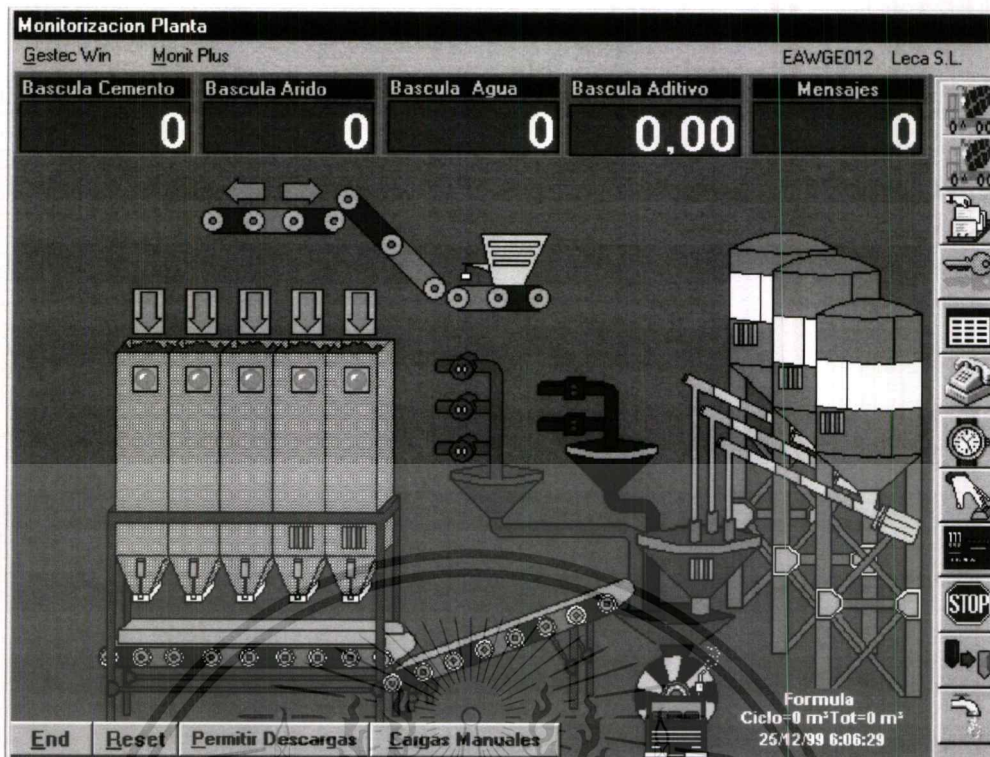 Monitorizacion Planta
Gestec Win Monit Plus EAWGE012 Leca S.L.
Bascula Cemento Bascula Arido Bascula Agua Bascula Aditivo Mensajes
0 0 0 0,00 0
STOP
Formula
Ciclo=0 m³Tot=0 m³
25/12/99 6:06:29
End Reset Permitir Descargas Cargas Manuales